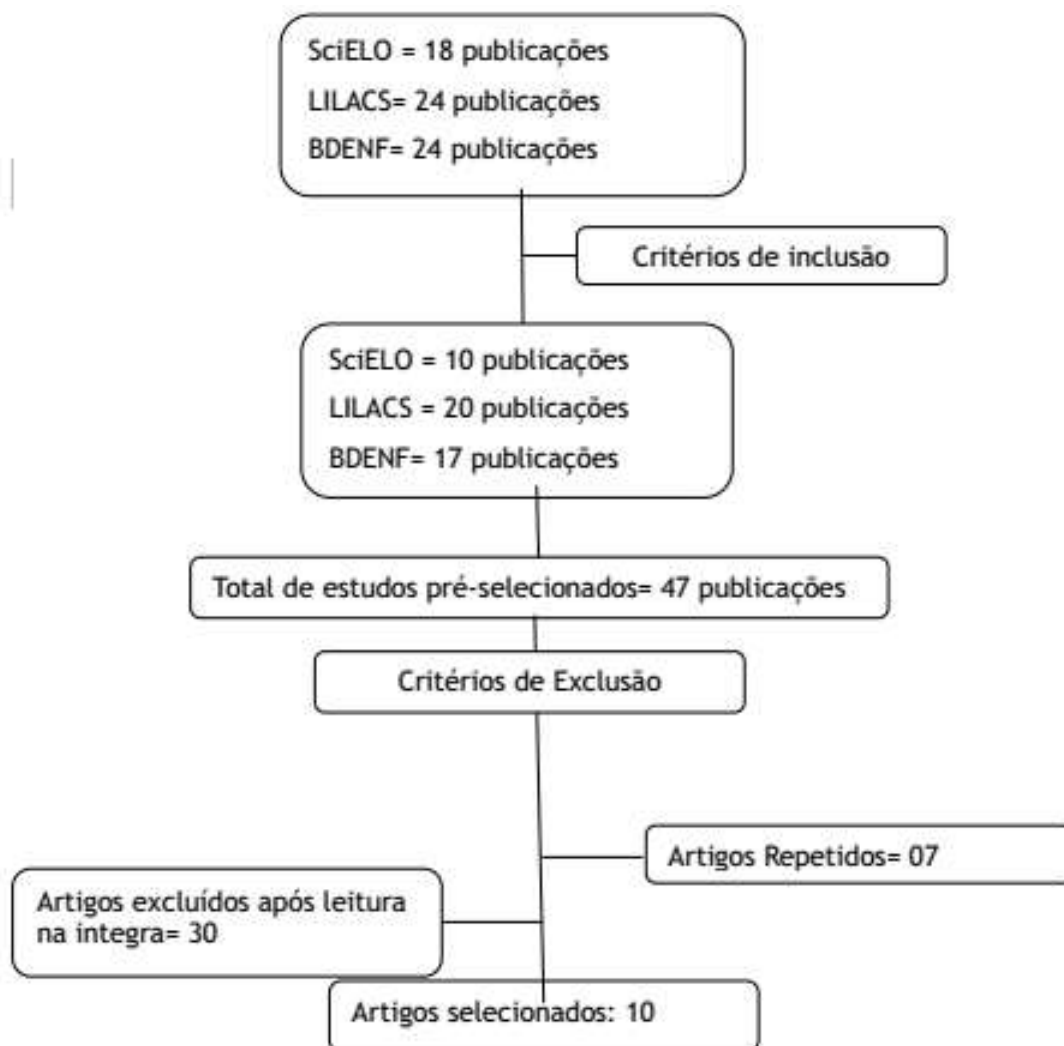 SciELO = 18 publicações
LILACS= 24 publicações
BDENF= 24 publicações
Critérios de inclusão
SciELO = 10 publicações
LILACS = 20 publicações
BDENF= 17 publicações
Total de estudos pré-selecionados= 47 publicações
Critérios de Exclusão
Artigos Repetidos= 07
Artigos excluídos após leitura
na integra= 30
Artigos selecionados: 10